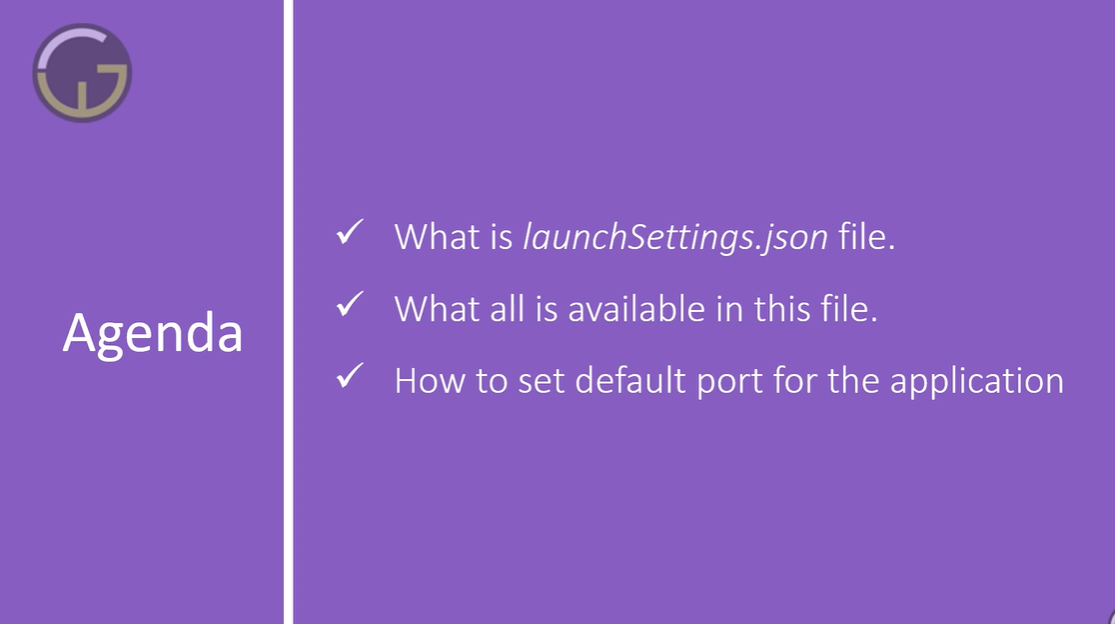 Agenda
What is launchSettings.json file.
What all is available in this file.
How to set default port for the application